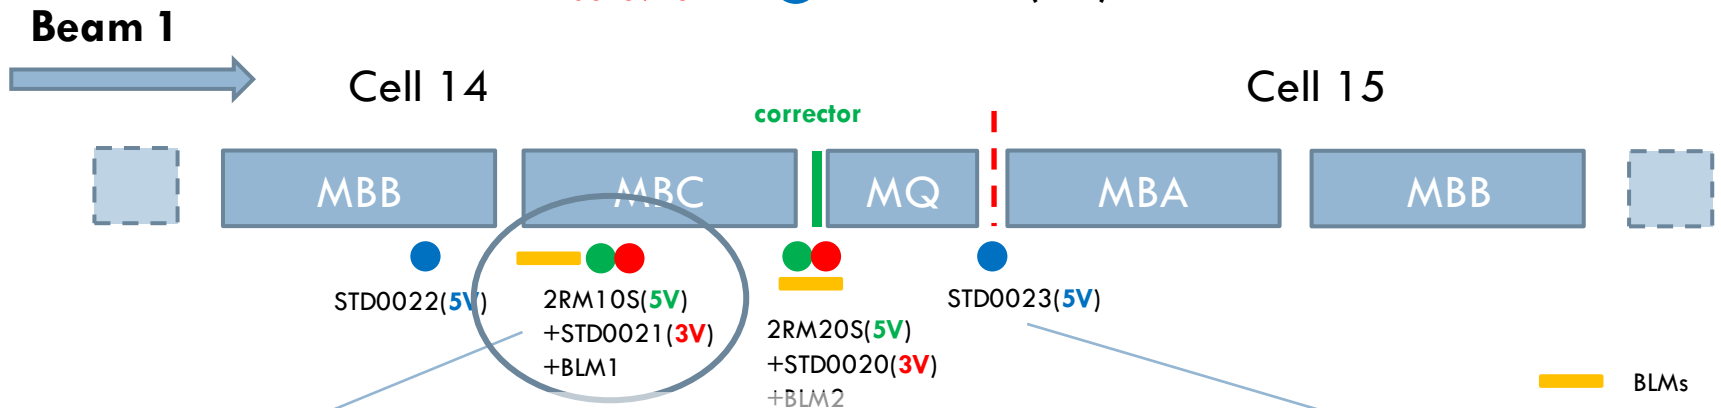 Beam 1
Cell 14
Cell 15
corrector
MBB
MBC
MQ
MBA
MBB
STD0022(5V)
2RM10S(5V)
+STD0021(3V)
+BLM1
2RM20S(5V)
+STD0020(3V)
+BLM2
STD0023(5V)
BLMs